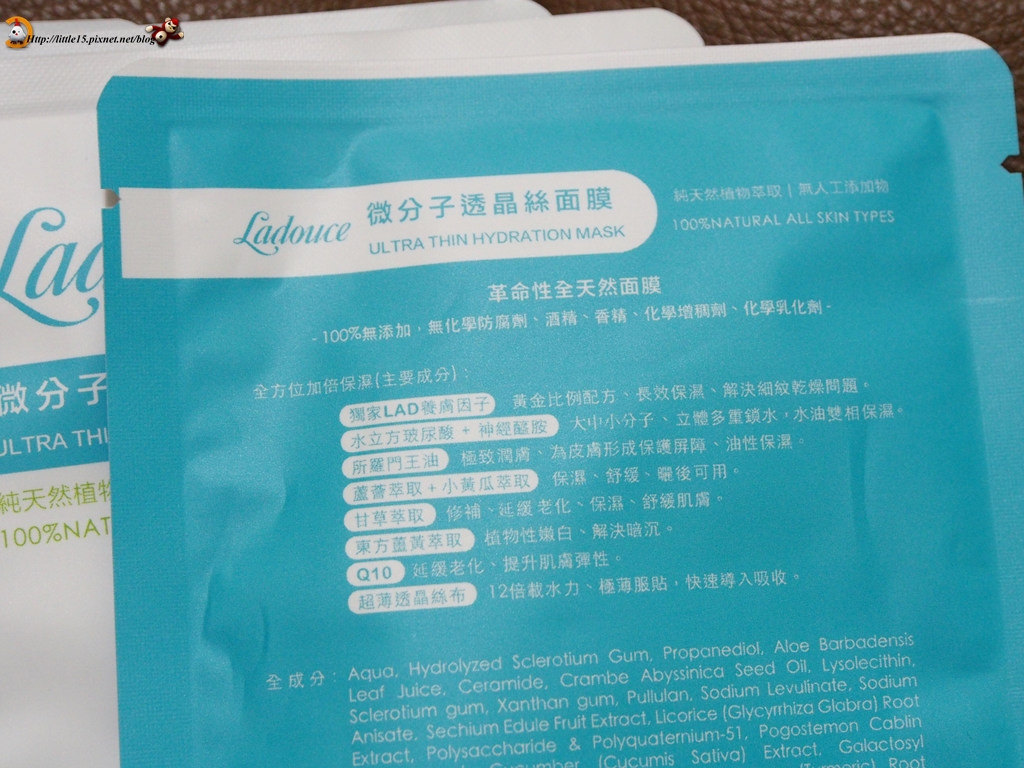 Http://little15.pixnet.net/blog
Ladouce
微分子透晶絲面膜
ULTRA THIN HYDRATION MASK
純天然植物萃取 | 無人工添加物
100%NATURAL ALL SKIN TYPES
革命性全天然面膜
- 100%無添加，無化學防腐劑、酒精、香精、化學增稠劑、化學乳化劑 -
全方位加倍保濕(主要成分)：
獨家LAD養膚因子 黃金比例配方、長效保濕、解決細紋乾燥問題。
水立方玻尿酸 + 神經醯胺 大中小分子、立體多重鎖水，水油雙相保濕。
所羅門王油 極致潤膚、為皮膚形成保護屏障、油性保濕。
蘆薈萃取 + 小黃瓜萃取 保濕、舒緩、曬後可用。
甘草萃取 修補、延緩老化、保濕、舒緩肌膚。
東方薑黃萃取 植物性嫩白、解決暗沉。
Q10 延緩老化、提升肌膚彈性。
超薄透晶絲布 12倍載水力、極薄服貼，快速導入吸收。
全成分： Aqua, Hydrolyzed Sclerotium Gum, Propanediol, Aloe Barbadensis
Leaf Juice, Ceramide, Crambe Abyssinica Seed Oil, Lysolecithin,
Sclerotium gum, Xanthan gum, Pullulan, Sodium Levulinate, Sodium
Anisate, Sechium Edule Fruit Extract, Licorice (Glycyrrhiza Glabra) Root
Extract, Polysaccharide & Polyquaternium-51, Pogostemon Cablin
Cucumber (Cucumis Sativa) Extract, Galactosyl
(Turmeric) Root
Lad
微分子
ULTRA THI
純天然植物
100%NAT